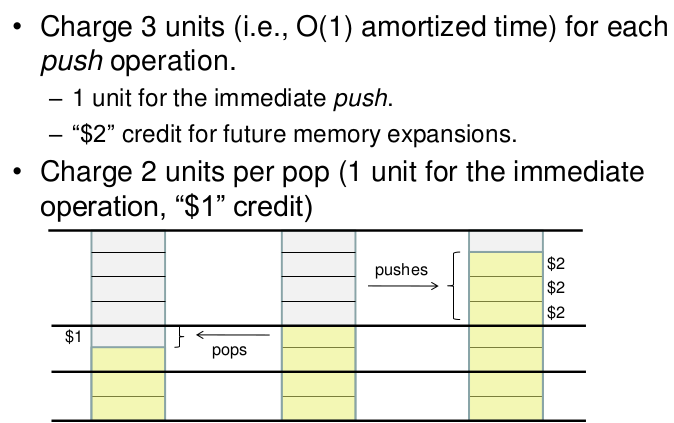 • Charge 3 units (i.e., O(1) amortized time) for each
push operation.
– 1 unit for the immediate push.
– “$2” credit for future memory expansions.
• Charge 2 units per pop (1 unit for the immediate
operation, “$1” credit)
pushes
$2
$2
$2
$1
pops